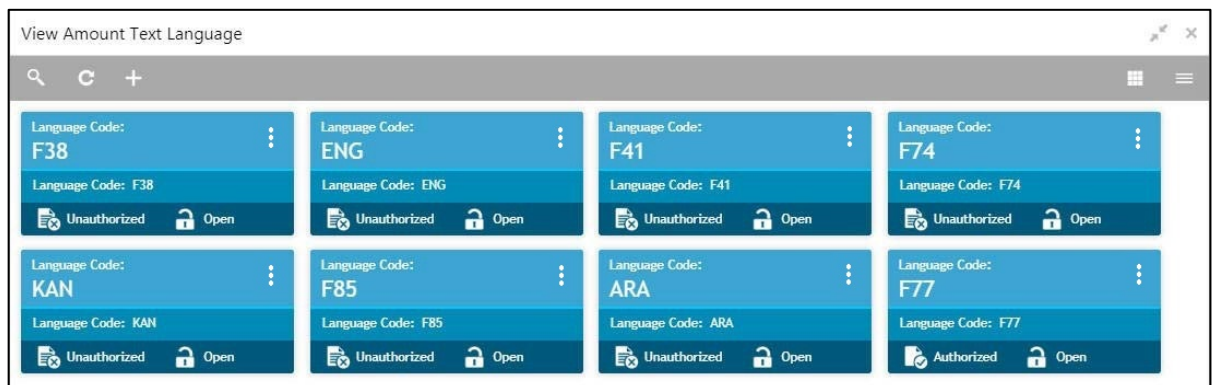 View Amount Text Language
Language Code:
F38
Language Code: F38
Unauthorized Open
Language Code:
ENG
Language Code: ENG
Unauthorized Open
Language Code:
F41
Language Code: F41
Unauthorized Open
Language Code:
F74
Language Code: F74
Unauthorized Open
Language Code:
KAN
Language Code: KAN
Unauthorized Open
Language Code:
F85
Language Code: F85
Unauthorized Open
Language Code:
ARA
Language Code: ARA
Unauthorized Open
Language Code:
F77
Language Code: F77
Authorized Open